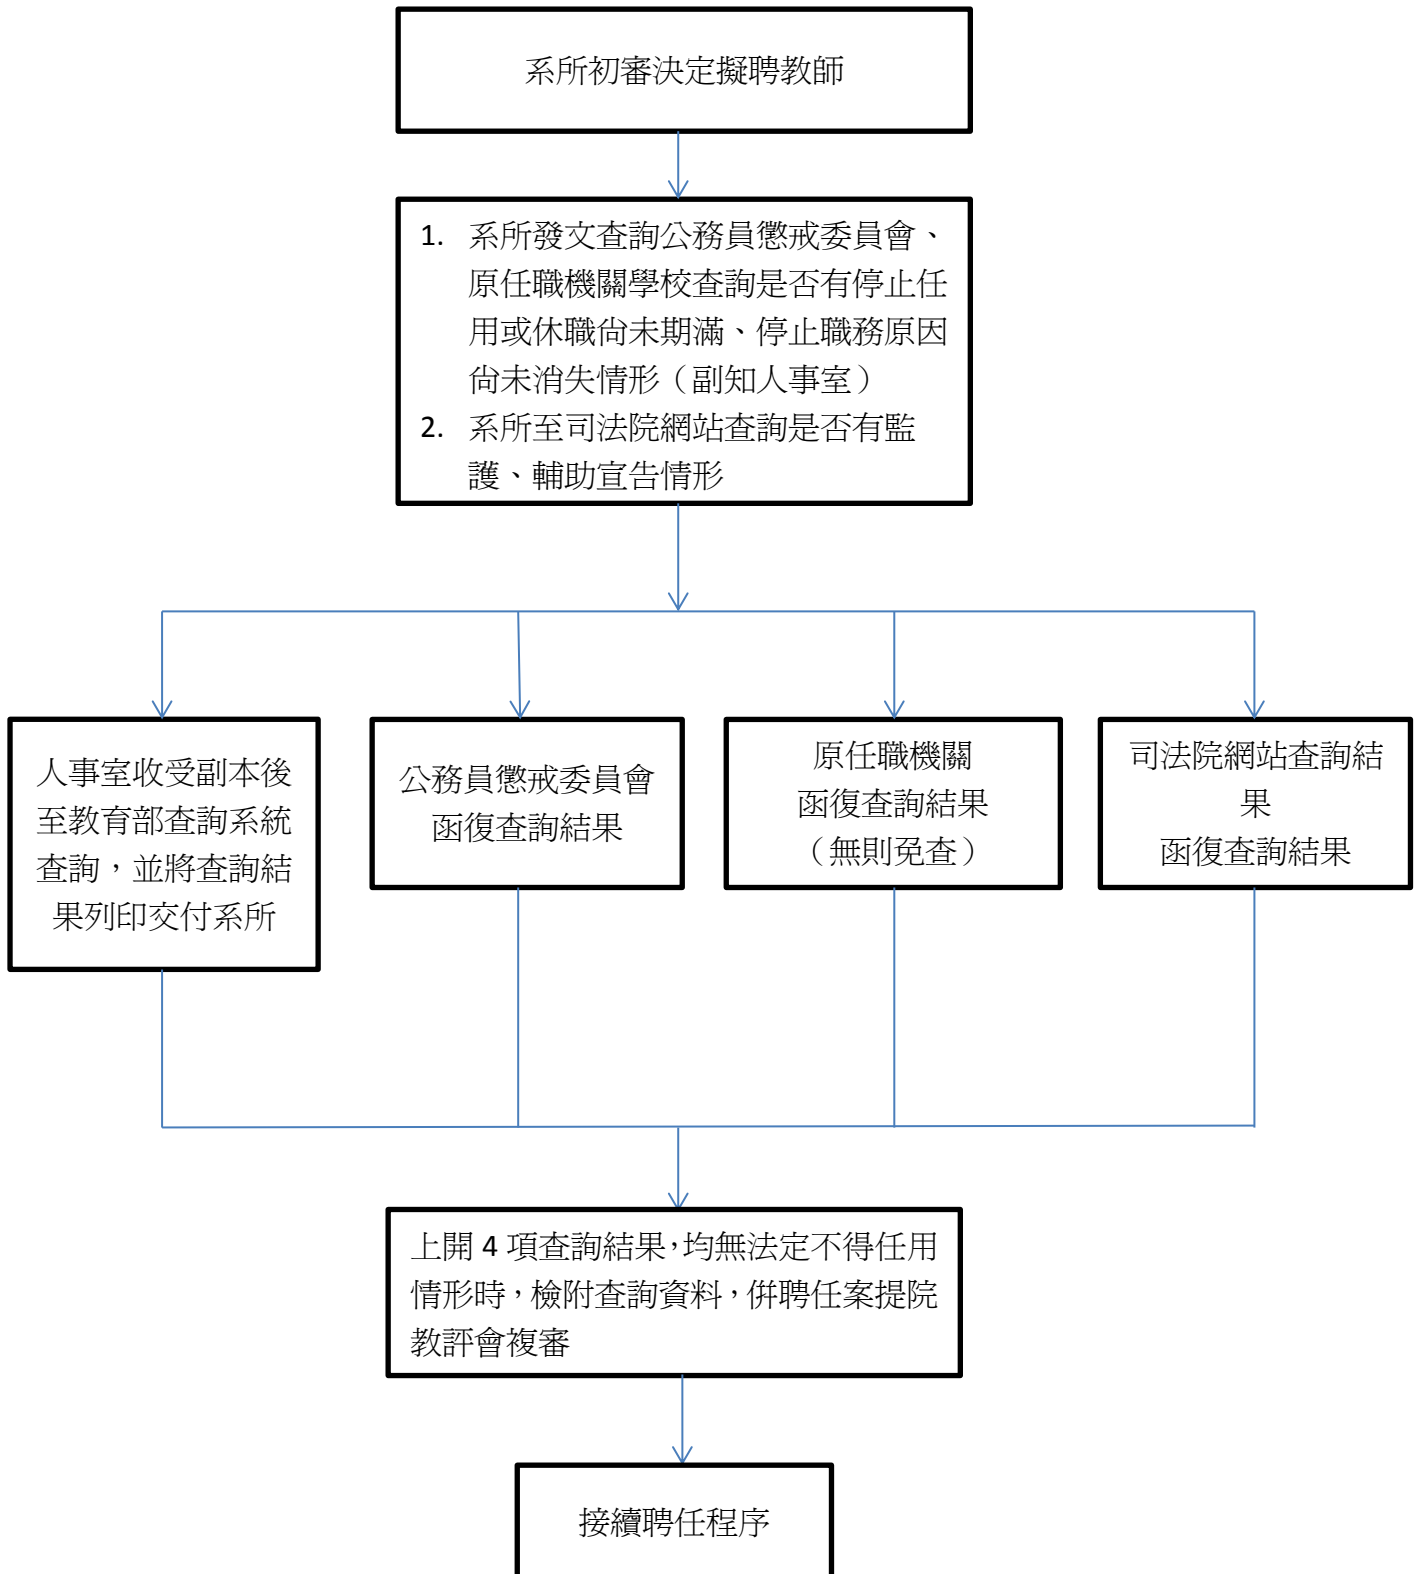 系所初審決定擬聘教師
1. 系所發文查詢公務員懲戒委員會、
原任職機關學校查詢是否有停止任
用或休職尚未期滿、停止職務原因
尚未消失情形（副知人事室）
2. 系所至司法院網站查詢是否有監
護、輔助宣告情形
人事室收受副本後
至教育部查詢系統
查詢，並將查詢結
果列印交付系所
公務員懲戒委員會
函復查詢結果
原任職機關
函復查詢結果
（無則免查）
司法院網站查詢結
果
函復查詢結果
上開 4 項查詢結果，均無法定不得任用
情形時，檢附查詢資料，併聘任案提院
教評會複審
接續聘任程序